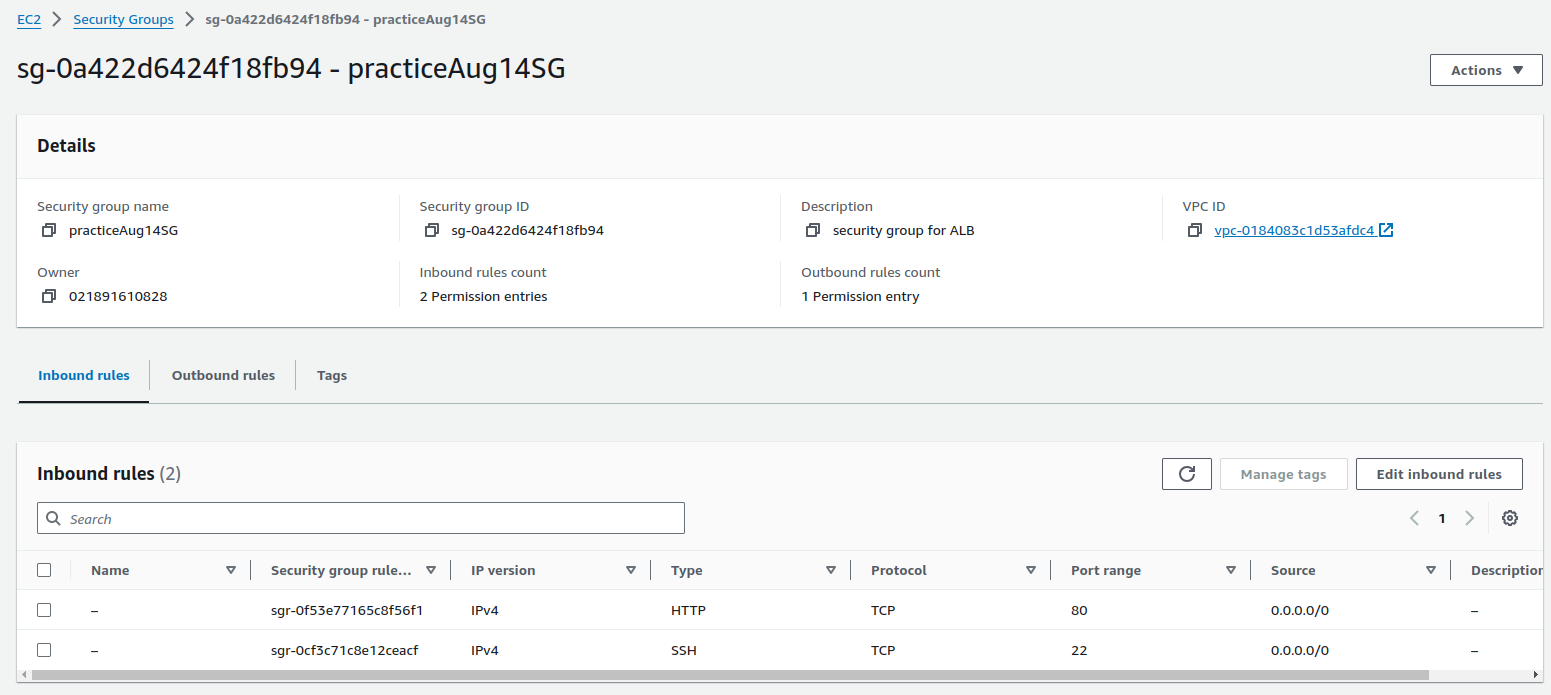 EC2 > Security Groups > sg-0a422d6424f18fb94 - practiceAug14SG
sg-0a422d6424f18fb94 - practiceAug14SG
Actions
Details
Security group name
practiceAug14SG
Security group ID
sg-0a422d6424f18fb94
Description
security group for ALB
VPC ID
vpc-0184083c1d53afdc4
Owner
021891610828
Inbound rules count
2 Permission entries
Outbound rules count
1 Permission entry
Inbound rules Outbound rules Tags
Inbound rules (2)
Manage tags Edit inbound rules
Search
1
Name Security group rule... IP version Type Protocol Port range Source Description
– sgr-0f53e77165c8f56f1 IPv4 HTTP TCP 80 0.0.0.0/0 –
– sgr-0cf3c71c8e12ceacf IPv4 SSH TCP 22 0.0.0.0/0 –